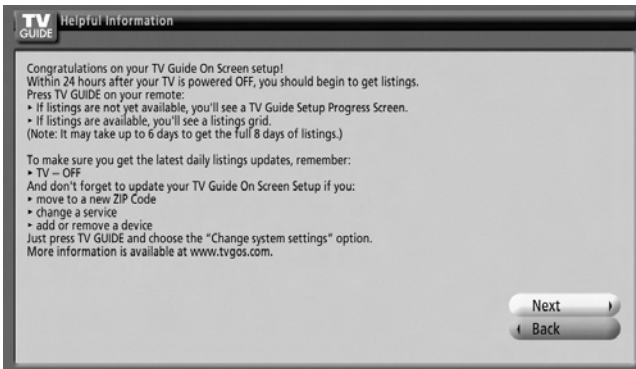 TV
GUIDE
Helpful Information
Congratulations on your TV Guide On Screen setup!
Within 24 hours after your TV is powered OFF, you should begin to get listings.
Press TV GUIDE on your remote:
▸ If listings are not yet available, you'll see a TV Guide Setup Progress Screen.
▸ If listings are available, you'll see a listings grid.
(Note: It may take up to 6 days to get the full 8 days of listings.)
To make sure you get the latest daily listings updates, remember:
▸ TV – OFF
And don't forget to update your TV Guide On Screen Setup if you:
▸ move to a new ZIP Code
▸ change a service
▸ add or remove a device
Just press TV GUIDE and choose the “Change system settings” option.
More information is available at www.tvgos.com.
Next
Back